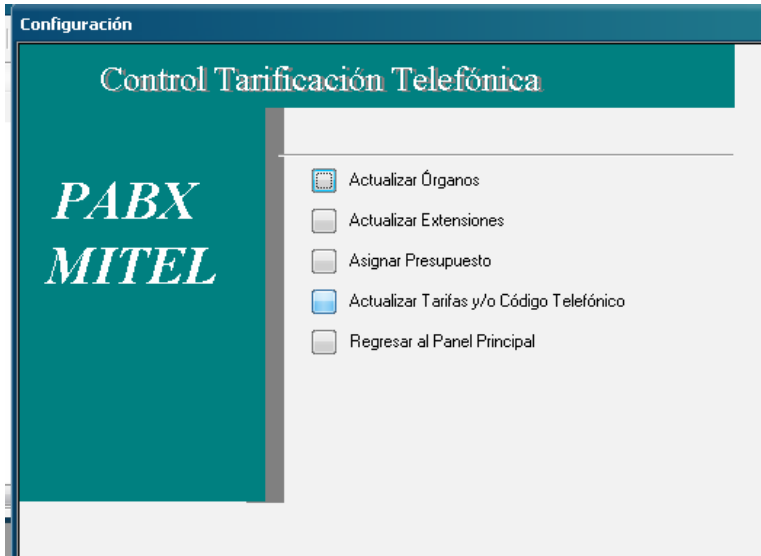 Configuración
Control Tarificación Telefónica
PABX
MITEL
Actualizar Órganos
Actualizar Extensiones
Asignar Presupuesto
Actualizar Tarifas y/o Código Telefónico
Regresar al Panel Principal